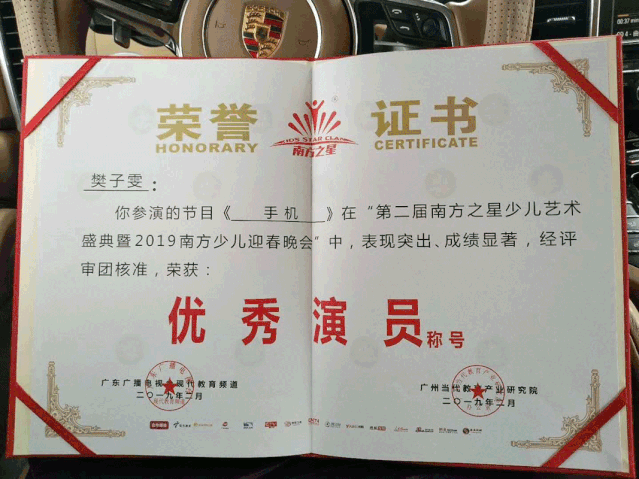 荣誉 证书
HONORARY CERTIFICATE
KID'S STAR CLAN
南方之星
樊子雯：
你参演的节目《 手机 》在“第二届南方之星少儿艺术
盛典暨2019南方少儿迎春晚会”中，表现突出、成绩显著，经评
审团核准，荣获：
优秀演员称号
广东广播电视 现代教育频道
二〇一九年二月
广州当代教育产业研究院
二〇一九年二月